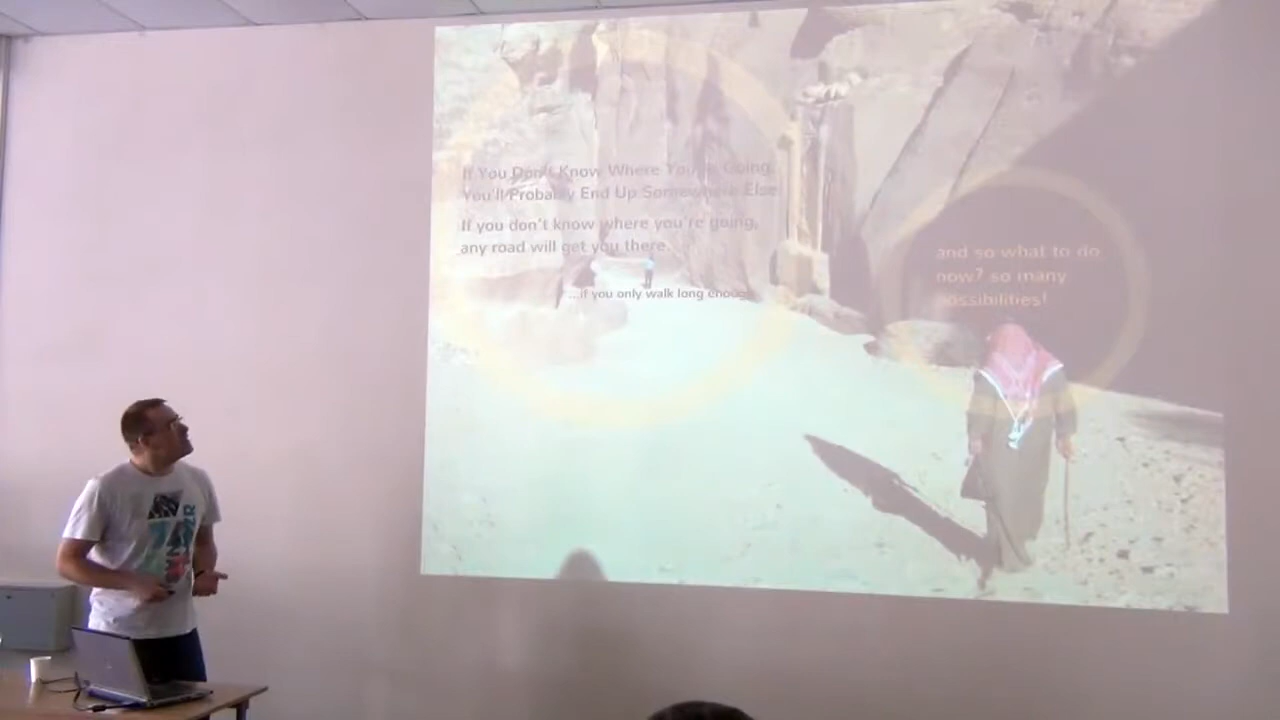 If You Don't Know Where You're Going,
You'll Probably End Up Somewhere Else
If you don't know where you're going,
any road will get you there.
...if you only walk long enough
and so what to do
now? so many
possibilities!